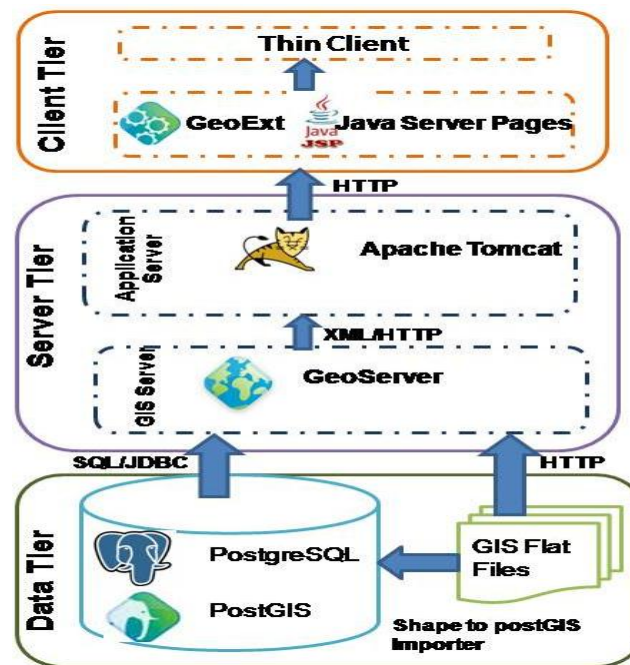 Client Tier
Thin Client
GeoExt
Java
JSP
Java Server Pages
HTTP
Server Tier
Application
Server
Apache Tomcat
XML/HTTP
GIS Server
GeoServer
SQL/JDBC
HTTP
Data Tier
PostgreSQL
PostGIS
GIS Flat
Files
Shape to postGIS
Importer